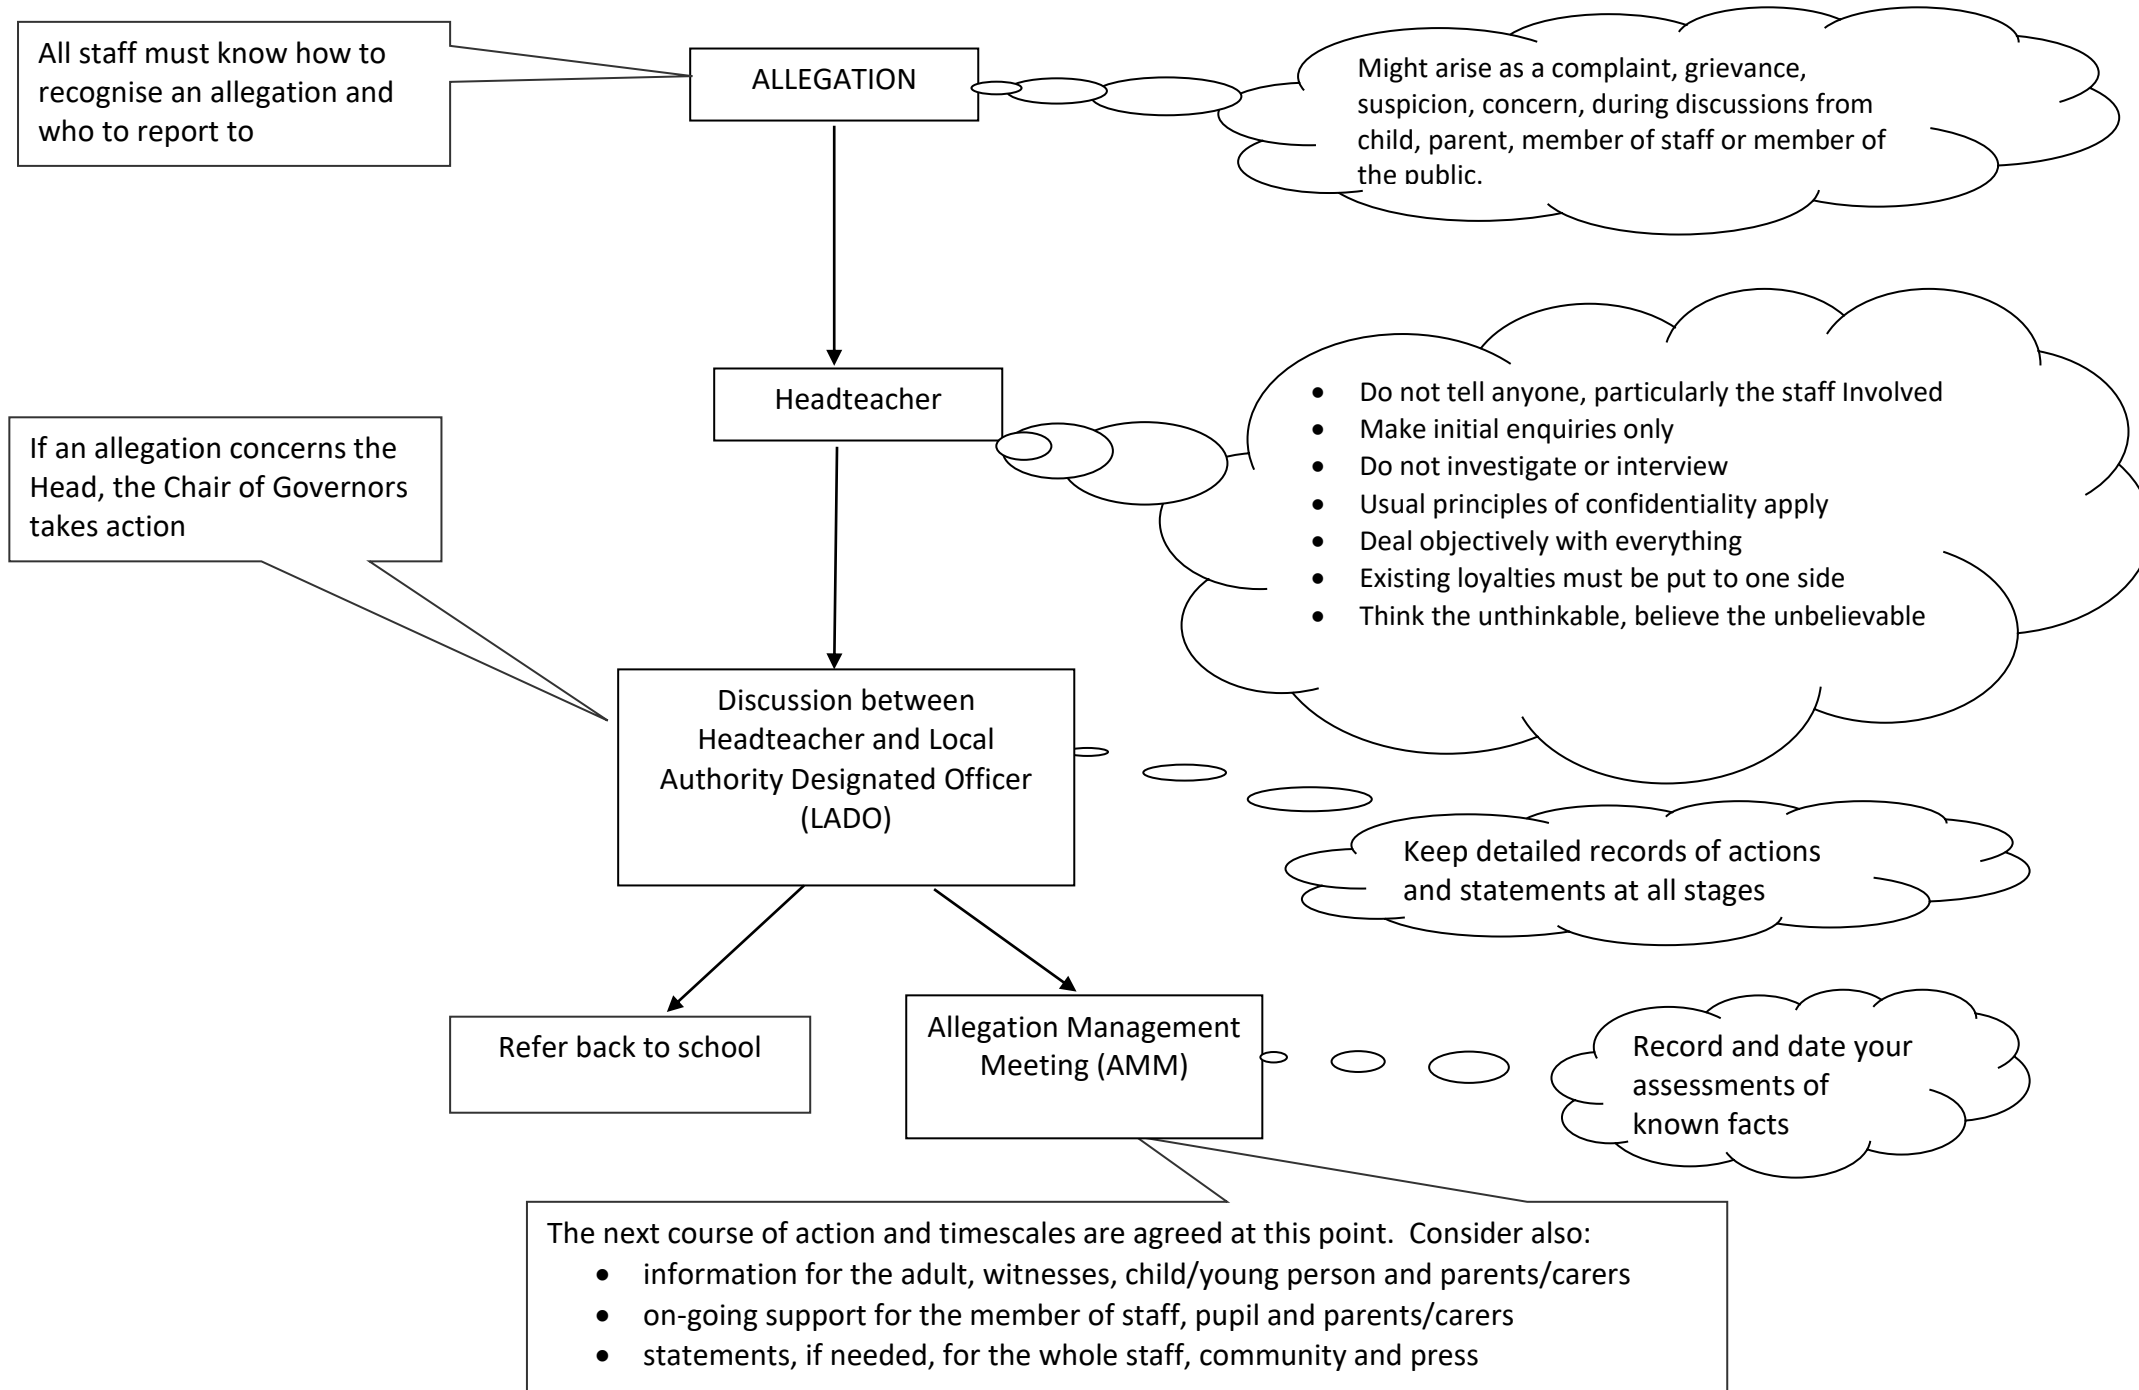 All staff must know how to
recognise an allegation and
who to report to
ALLEGATION
Might arise as a complaint, grievance,
suspicion, concern, during discussions from
child, parent, member of staff or member of
the public.
Headteacher
• Do not tell anyone, particularly the staff Involved
• Make initial enquiries only
• Do not investigate or interview
• Usual principles of confidentiality apply
• Deal objectively with everything
• Existing loyalties must be put to one side
• Think the unthinkable, believe the unbelievable
If an allegation concerns the
Head, the Chair of Governors
takes action
Discussion between
Headteacher and Local
Authority Designated Officer
(LADO)
Keep detailed records of actions
and statements at all stages
Refer back to school
Allegation Management
Meeting (AMM)
Record and date your
assessments of
known facts
The next course of action and timescales are agreed at this point.  Consider also:
• information for the adult, witnesses, child/young person and parents/carers
• on-going support for the member of staff, pupil and parents/carers
• statements, if needed, for the whole staff, community and press